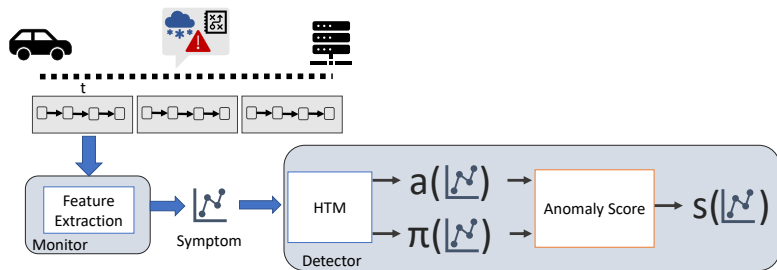 t
Feature
Extraction
Monitor
Symptom
HTM
a( )
π( )
Detector
Anomaly Score
s( )